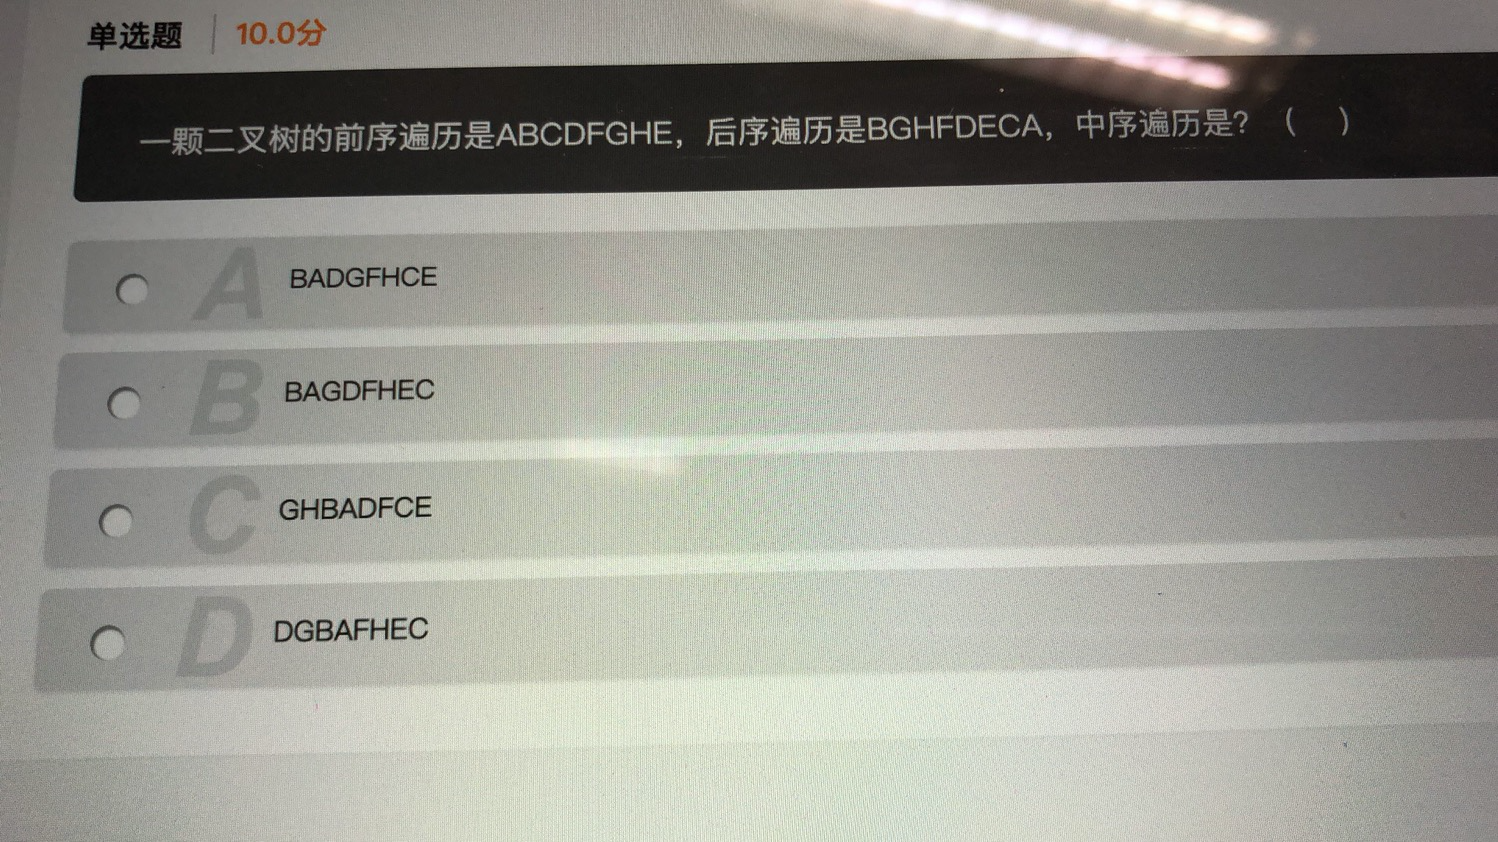 单选题 10.0分
一颗二叉树的前序遍历是ABCDFGHE，后序遍历是BGHFDECA，中序遍历是？（ ）
A BADGFHCE
B BAGDFHEC
C GHBADFCE
D DGBAFHEC